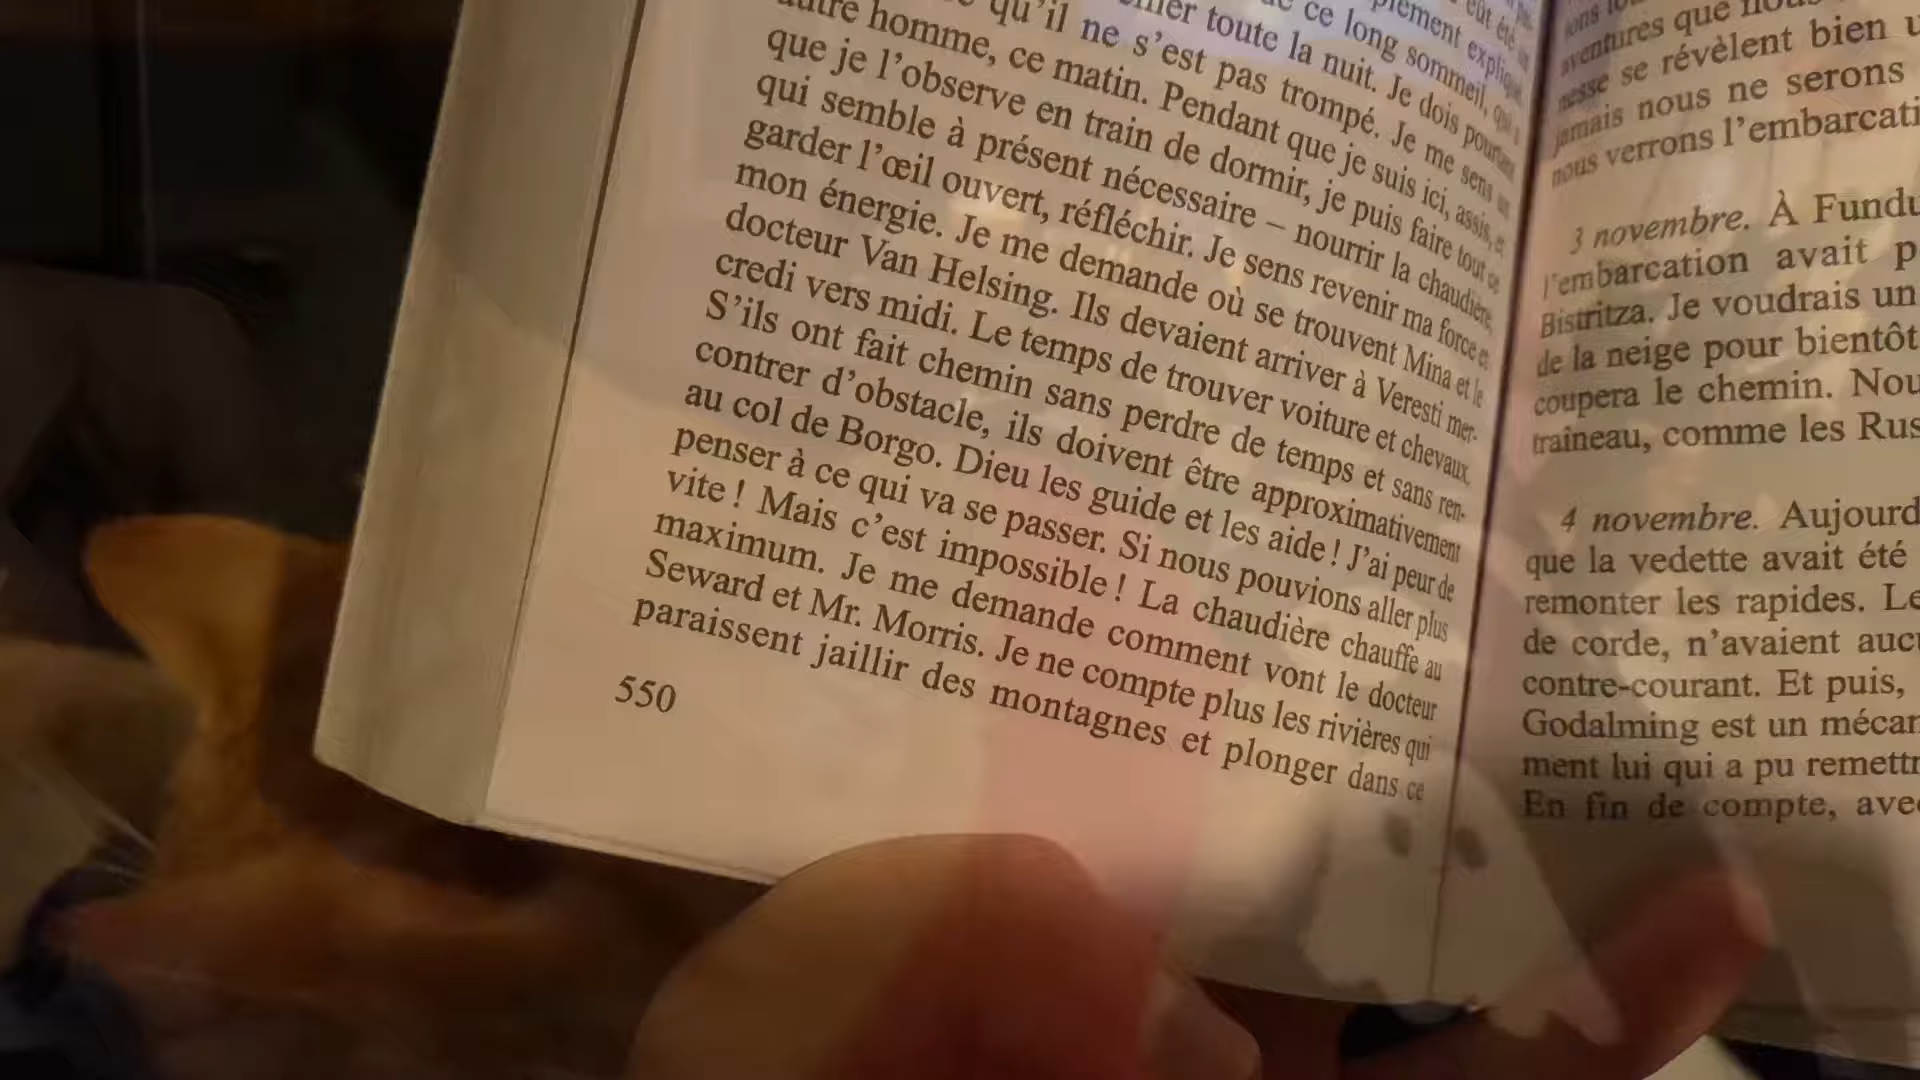 qu'il
toute la nuit. Je dois pourtant
homme, ce matin. Pendant que je suis ici, assis, et
que je l'observe en train de dormir, je puis faire tout ce
qui semble à présent nécessaire – nourrir la chaudière,
garder l'œil ouvert, réfléchir. Je sens revenir ma force et
mon énergie. Je me demande où se trouvent Mina et le
docteur Van Helsing. Ils devaient arriver à Veresti mer-
credi vers midi. Le temps de trouver voiture et chevaux.
S'ils ont fait chemin sans perdre de temps et sans ren-
contrer d'obstacle, ils doivent être approximativement
au col de Borgo. Dieu les guide et les aide ! J'ai peur de
penser à ce qui va se passer. Si nous pouvions aller plus
vite ! Mais c'est impossible ! La chaudière chauffe au
maximum. Je me demande comment vont le docteur
Seward et Mr. Morris. Je ne compte plus les rivières qui
paraissent jaillir des montagnes et plonger dans ce
550
aventures que
nesse se révèlent bien
jamais nous ne serons
nous verrons l'embarcati
3 novembre. À Fundu
l'embarcation avait p
Bistritza. Je voudrais un
de la neige pour bientôt
coupera le chemin. Nou
traîneau, comme les Rus
4 novembre. Aujourd
que la vedette avait été
remonter les rapides. Le
de corde, n'avaient auc
contre-courant. Et puis,
Godalming est un mécan
ment lui qui a pu remettr
En fin de compte, ave